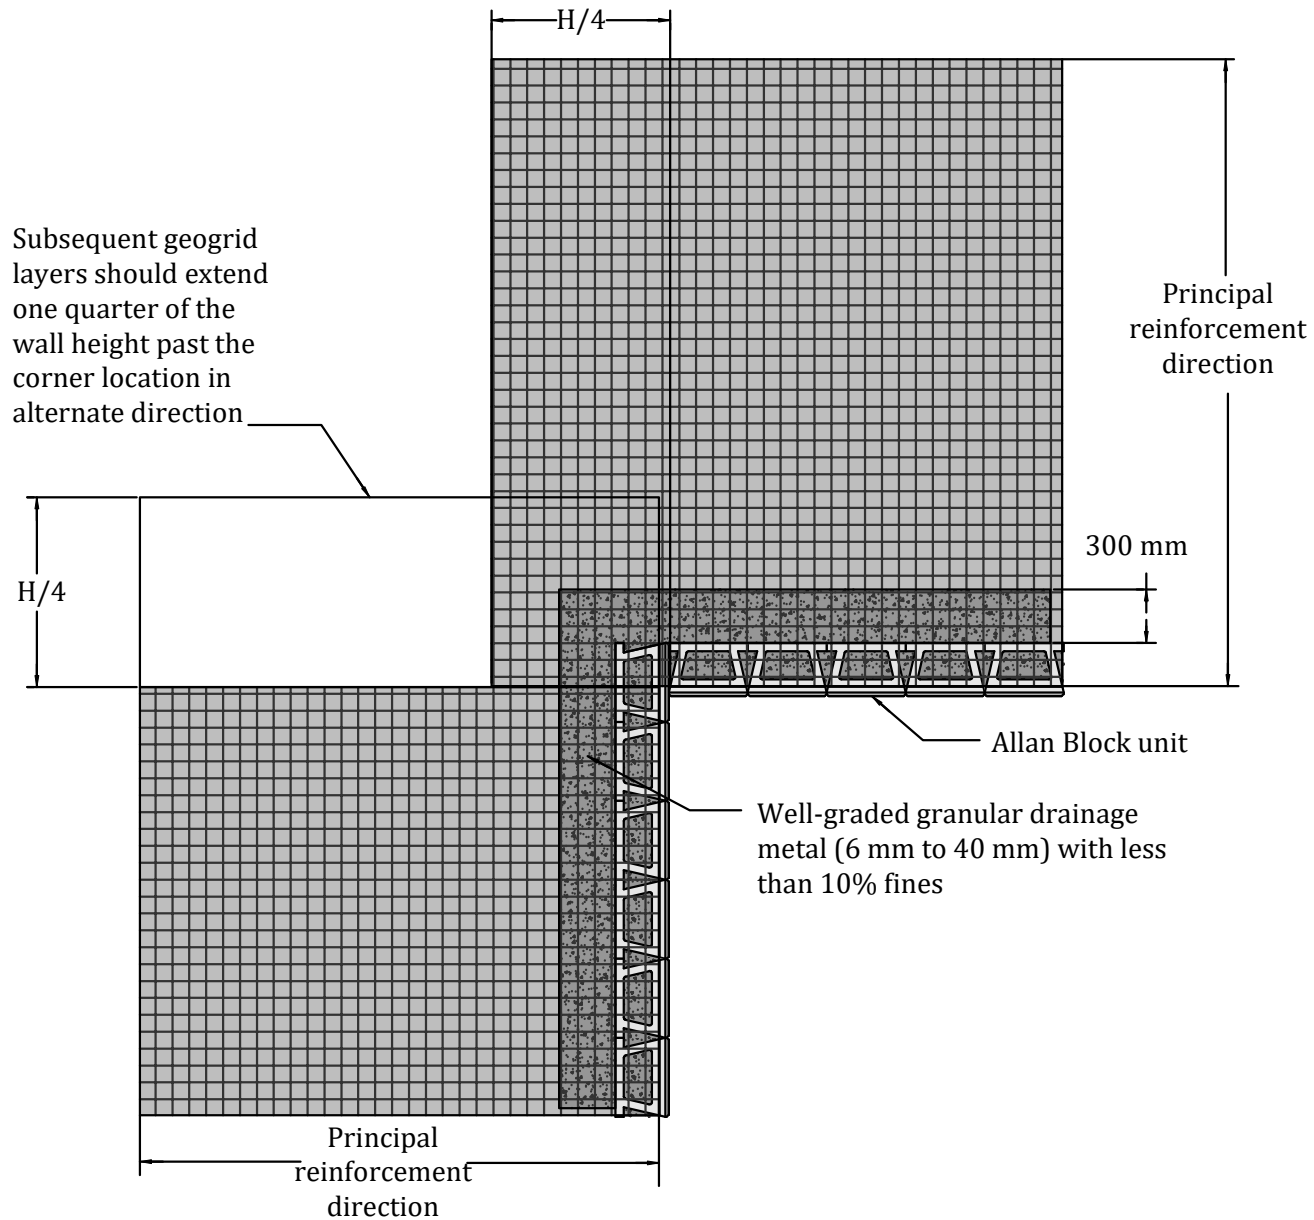 H/4
Subsequent geogrid
layers should extend
one quarter of the
wall height past the
corner location in
alternate direction
Principal
reinforcement
direction
300 mm
H/4
Allan Block unit
Well-graded granular drainage
metal (6 mm to 40 mm) with less
than 10% fines
Principal
reinforcement
direction